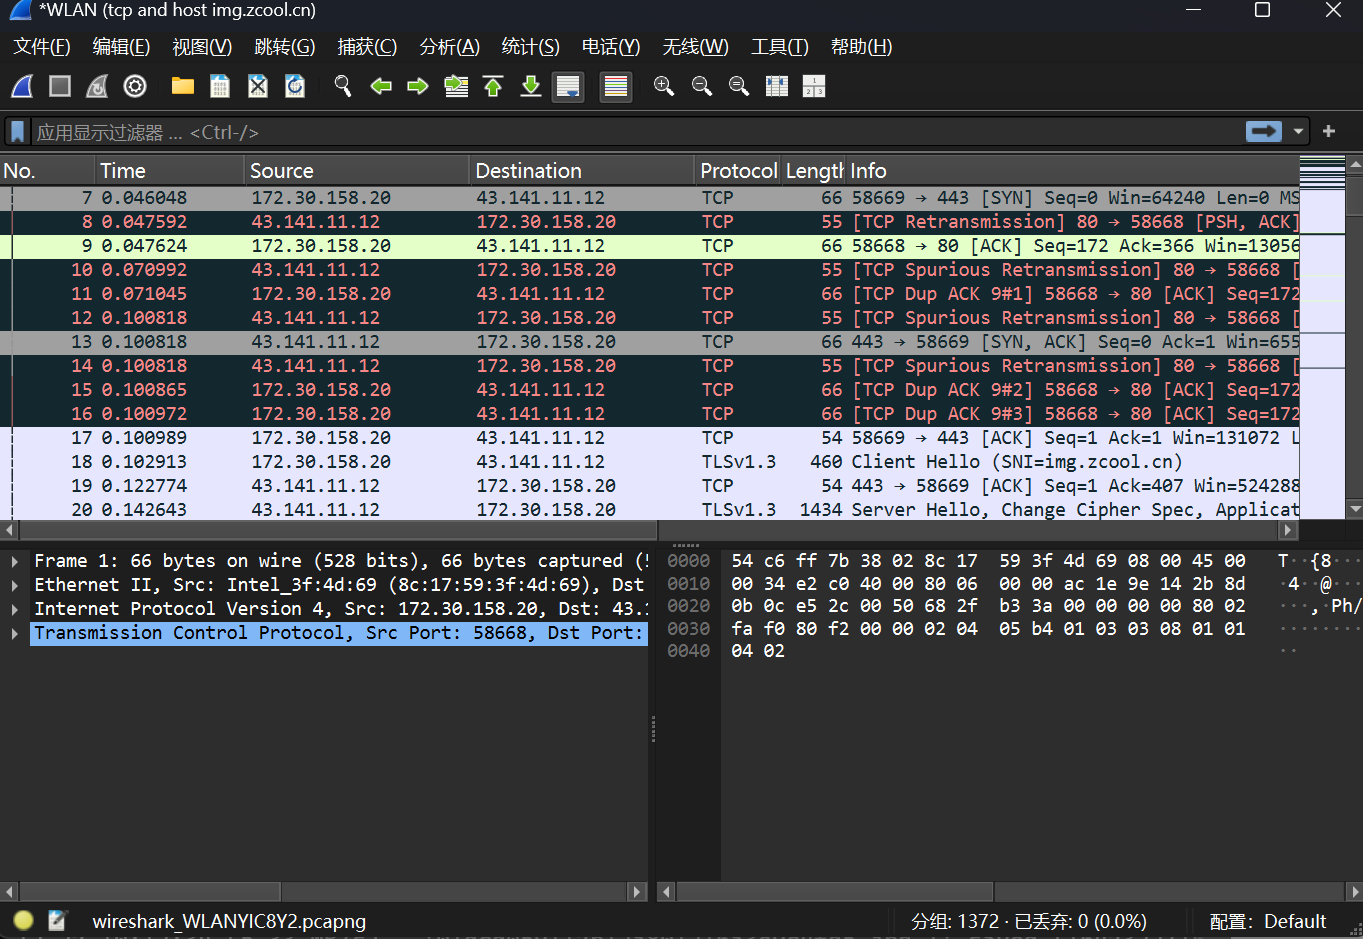 *WLAN (tcp and host img.zcool.cn)
文件(F) 编辑(E) 视图(V) 跳转(G) 捕获(C) 分析(A) 统计(S) 电话(Y) 无线(W) 工具(T) 帮助(H)
应用显示过滤器 … <Ctrl-/>
No. Time Source Destination Protocol Length Info
7 0.046048 172.30.158.20 43.141.11.12 TCP 66 58669 → 443 [SYN] Seq=0 Win=64240 Len=0 MS
8 0.047592 43.141.11.12 172.30.158.20 TCP 55 [TCP Retransmission] 80 → 58668 [PSH, ACK]
9 0.047624 172.30.158.20 43.141.11.12 TCP 66 58668 → 80 [ACK] Seq=172 Ack=366 Win=13056
10 0.070992 43.141.11.12 172.30.158.20 TCP 55 [TCP Spurious Retransmission] 80 → 58668 [
11 0.071045 172.30.158.20 43.141.11.12 TCP 66 [TCP Dup ACK 9#1] 58668 → 80 [ACK] Seq=172
12 0.100818 43.141.11.12 172.30.158.20 TCP 55 [TCP Spurious Retransmission] 80 → 58668 [
13 0.100818 43.141.11.12 172.30.158.20 TCP 66 443 → 58669 [SYN, ACK] Seq=0 Ack=1 Win=655
14 0.100818 43.141.11.12 172.30.158.20 TCP 55 [TCP Spurious Retransmission] 80 → 58668 [
15 0.100865 172.30.158.20 43.141.11.12 TCP 66 [TCP Dup ACK 9#2] 58668 → 80 [ACK] Seq=172
16 0.100972 172.30.158.20 43.141.11.12 TCP 66 [TCP Dup ACK 9#3] 58668 → 80 [ACK] Seq=172
17 0.100989 172.30.158.20 43.141.11.12 TCP 54 58669 → 443 [ACK] Seq=1 Ack=1 Win=131072 L
18 0.102913 172.30.158.20 43.141.11.12 TLSv1.3 460 Client Hello (SNI=img.zcool.cn)
19 0.122774 43.141.11.12 172.30.158.20 TCP 54 443 → 58669 [ACK] Seq=1 Ack=407 Win=524288
20 0.142643 43.141.11.12 172.30.158.20 TLSv1.3 1434 Server Hello, Change Cipher Spec, Applicat
Frame 1: 66 bytes on wire (528 bits), 66 bytes captured (5
Ethernet II, Src: Intel_3f:4d:69 (8c:17:59:3f:4d:69), Dst
Internet Protocol Version 4, Src: 172.30.158.20, Dst: 43.1
Transmission Control Protocol, Src Port: 58668, Dst Port:
0000 54 c6 ff 7b 38 02 8c 17 59 3f 4d 69 08 00 45 00 T··{8···
0010 00 34 e2 c0 40 00 80 06 00 00 ac 1e 9e 14 2b 8d ·4··@···
0020 0b 0c e5 2c 00 50 68 2f b3 3a 00 00 00 00 80 02 ···,·Ph/
0030 fa f0 80 f2 00 00 02 04 05 b4 01 03 03 08 01 01 ········
0040 04 02 ··
wireshark_WLANYIC8Y2.pcapng 分组: 1372 · 已丢弃: 0 (0.0%) 配置: Default